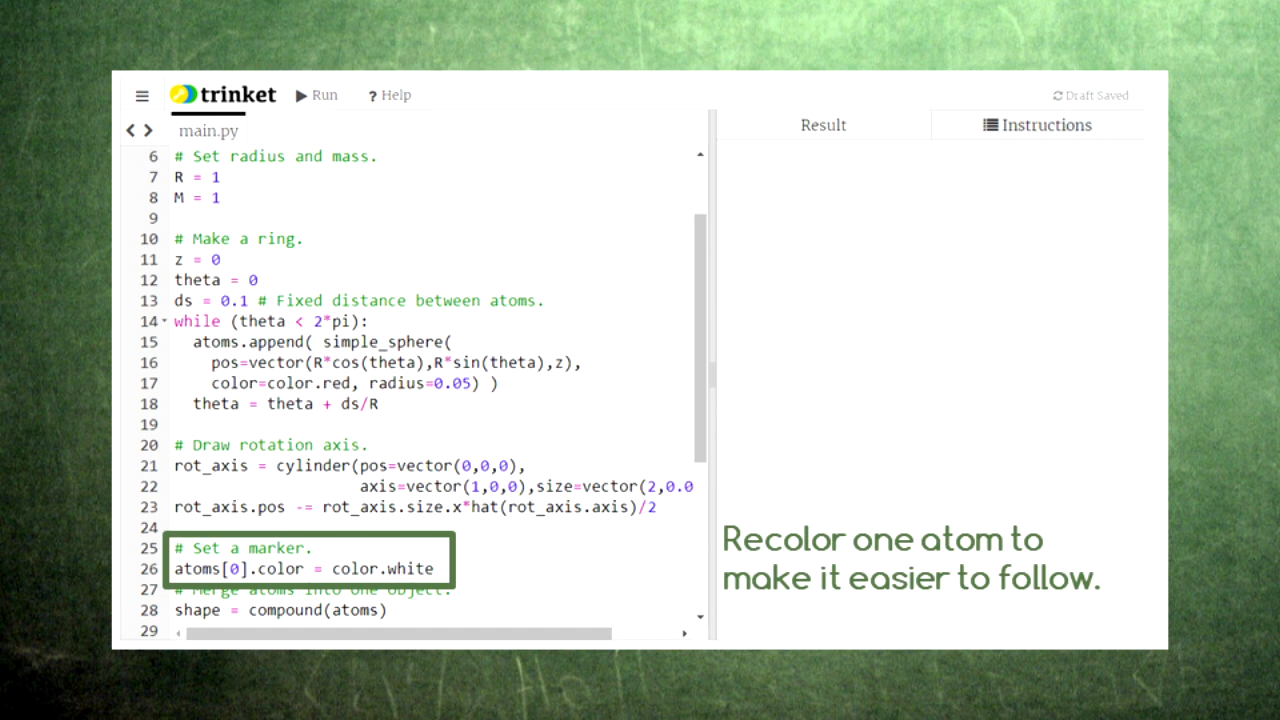 trinket Run ? Help Draft Saved
main.py Result Instructions
6 # Set radius and mass.
7 R = 1
8 M = 1
9
10 # Make a ring.
11 z = 0
12 theta = 0
13 ds = 0.1 # Fixed distance between atoms.
14 while (theta < 2*pi):
15 atoms.append( simple_sphere(
16 pos=vector(R*cos(theta),R*sin(theta),z),
17 color=color.red, radius=0.05) )
18 theta = theta + ds/R
19
20 # Draw rotation axis.
21 rot_axis = cylinder(pos=vector(0,0,0),
22 axis=vector(1,0,0),size=vector(2,0.0
23 rot_axis.pos -= rot_axis.size.x*hat(rot_axis.axis)/2
24
25 # Set a marker.
26 atoms[0].color = color.white
27 # Merge atoms into one object.
28 shape = compound(atoms)
29
Recolor one atom to
make it easier to follow.